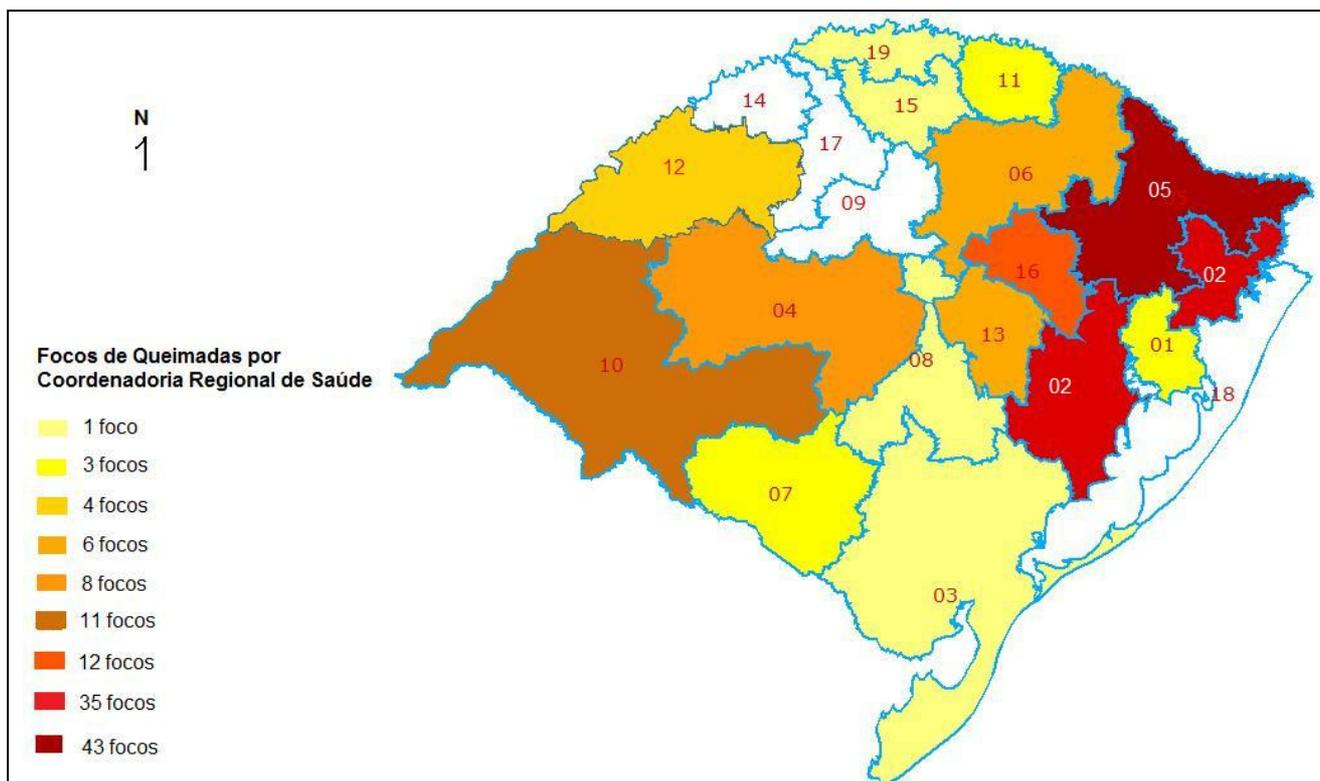 19
11
14
15
N
17
12
06
05
S
09
02
16
04
13
01
08
Focos de Queimadas por
Coordenadoria Regional de Saúde
10
02
18
1 foco
3 focos
07
4 focos
6 focos
8 focos
03
11 focos
12 focos
35 focos
43 focos